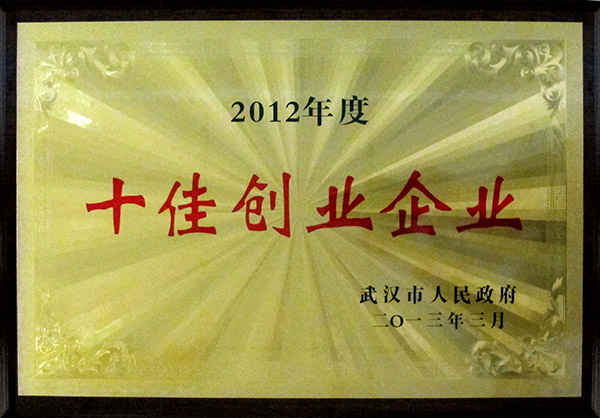 2012年度
十佳创业企业
武汉市人民政府
二〇一三年三月